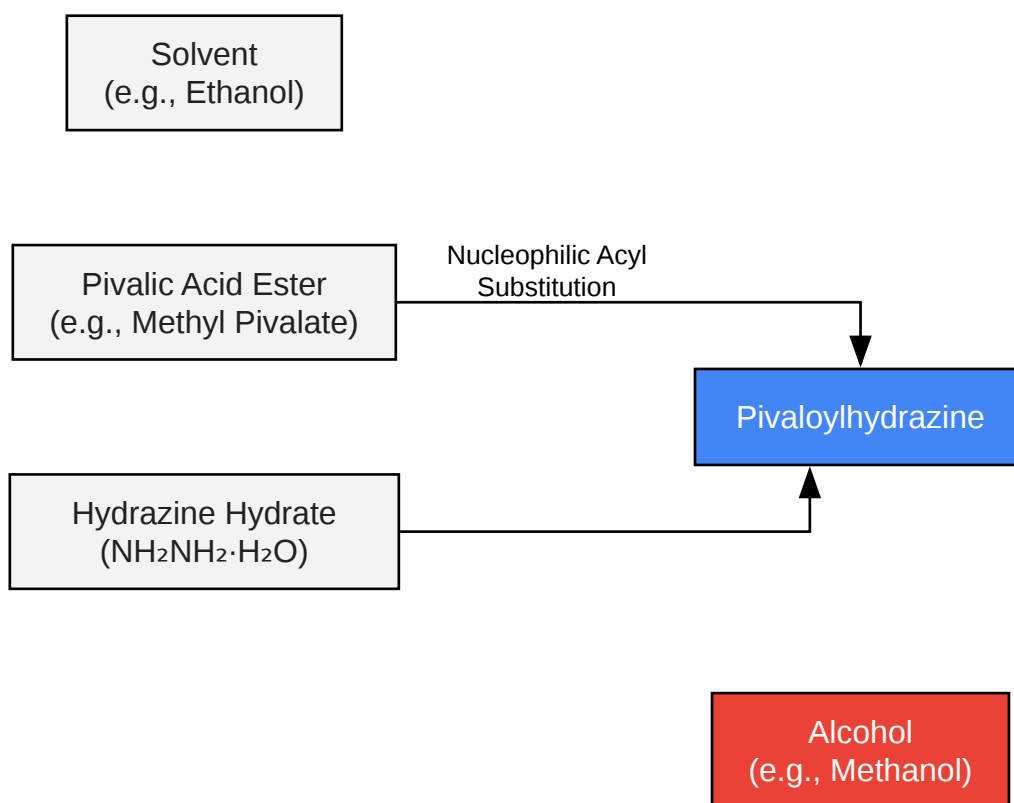 Solvent
(e.g., Ethanol)
Pivalic Acid Ester
(e.g., Methyl Pivalate)
Nucleophilic Acyl
Substitution
Pivaloylhydrazine
Hydrazine Hydrate
(NH₂NH₂·H₂O)
Alcohol
(e.g., Methanol)